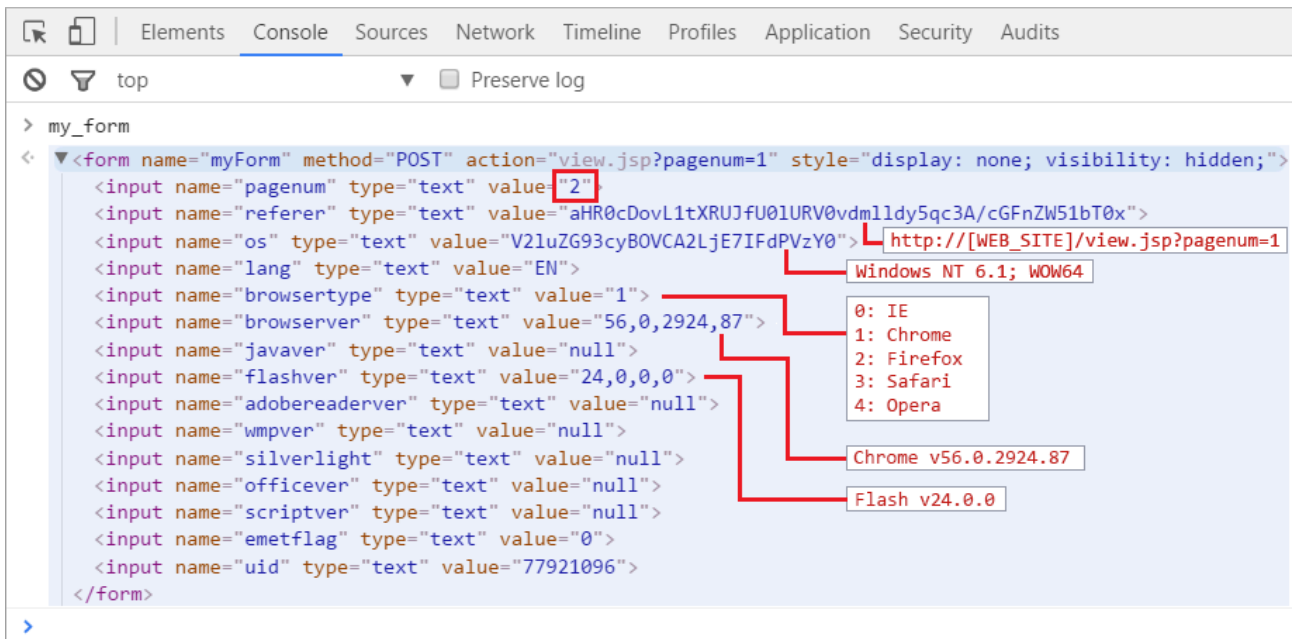 Elements Console Sources Network Timeline Profiles Application Security Audits
top ▼ Preserve log
> my_form
▼<form name="myForm" method="POST" action="view.jsp?pagenum=1" style="display: none; visibility: hidden;">
<input name="pagenum" type="text" value="2">
<input name="referer" type="text" value="aHR0cDovL1tXRUJfU0lURV0vdmlldy5qc3A/cGFnZW51bT0x">
<input name="os" type="text" value="V2luZG93cyBOVCA2LjE7IFdPVzY0"> http://[WEB_SITE]/view.jsp?pagenum=1
<input name="lang" type="text" value="EN"> Windows NT 6.1; WOW64
<input name="browsertype" type="text" value="1">
0: IE
<input name="browserver" type="text" value="56,0,2924,87">
1: Chrome
<input name="javaver" type="text" value="null">
2: Firefox
<input name="flashver" type="text" value="24,0,0,0">
3: Safari
<input name="adobereaderver" type="text" value="null">
4: Opera
<input name="wmpver" type="text" value="null">
<input name="silverlight" type="text" value="null"> Chrome v56.0.2924.87
<input name="officever" type="text" value="null"> Flash v24.0.0
<input name="scriptver" type="text" value="null">
<input name="emetflag" type="text" value="0">
<input name="uid" type="text" value="77921096">
</form>
>